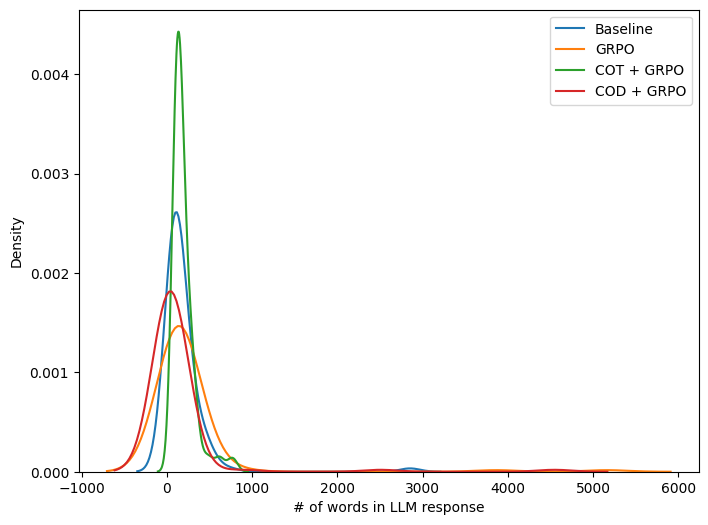 Baseline
GRPO
COT + GRPO
COD + GRPO
0.004
0.003
0.002
0.001
0.000
Density
−1000
0
1000
2000
3000
4000
5000
6000
# of words in LLM response